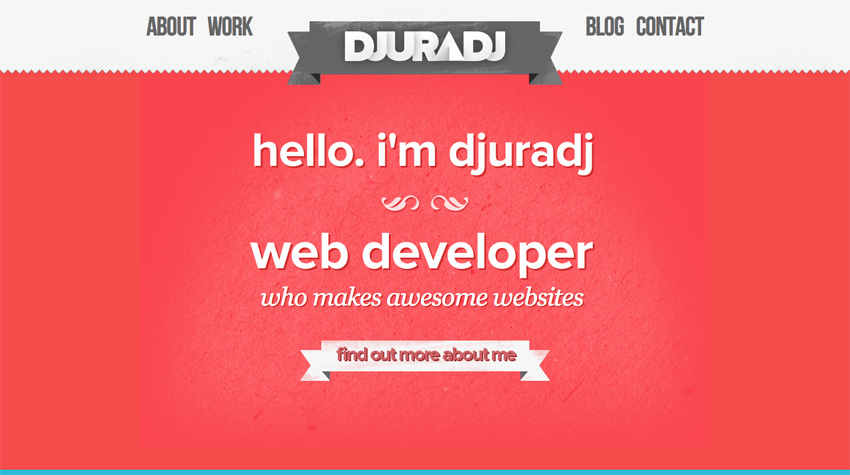 ABOUT WORK DJURADJ BLOG CONTACT
hello. i'm djuradj
web developer
who makes awesome websites
find out more about me